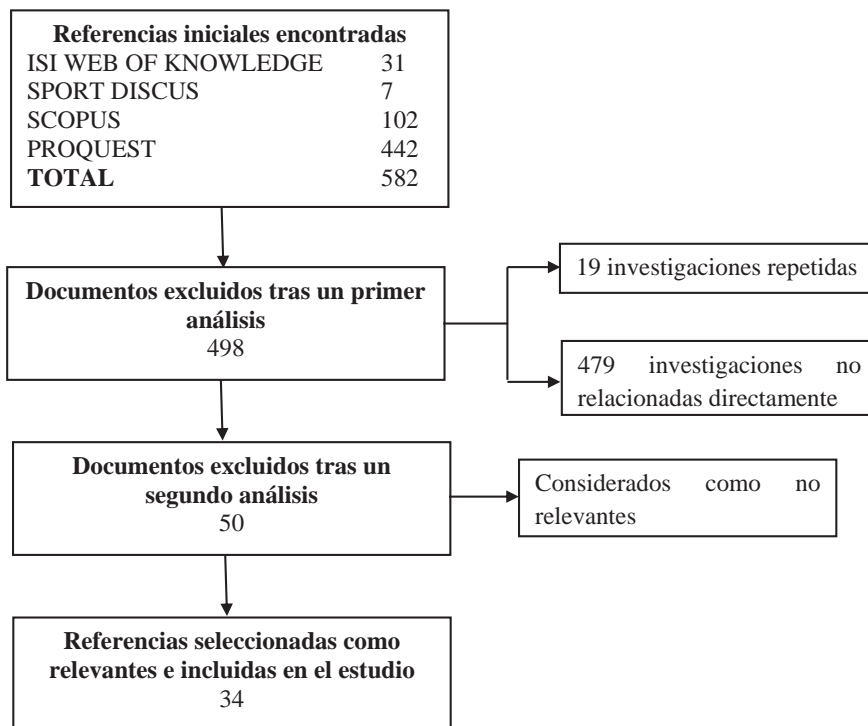 Referencias iniciales encontradas
ISI WEB OF KNOWLEDGE 31
SPORT DISCUS 7
SCOPUS 102
PROQUEST 442
TOTAL 582
19 investigaciones repetidas
Documentos excluidos tras un primer
análisis
498
479 investigaciones no
relacionadas directamente
Documentos excluidos tras un
segundo análisis
50
Considerados como no
relevantes
Referencias seleccionadas como
relevantes e incluidas en el estudio
34